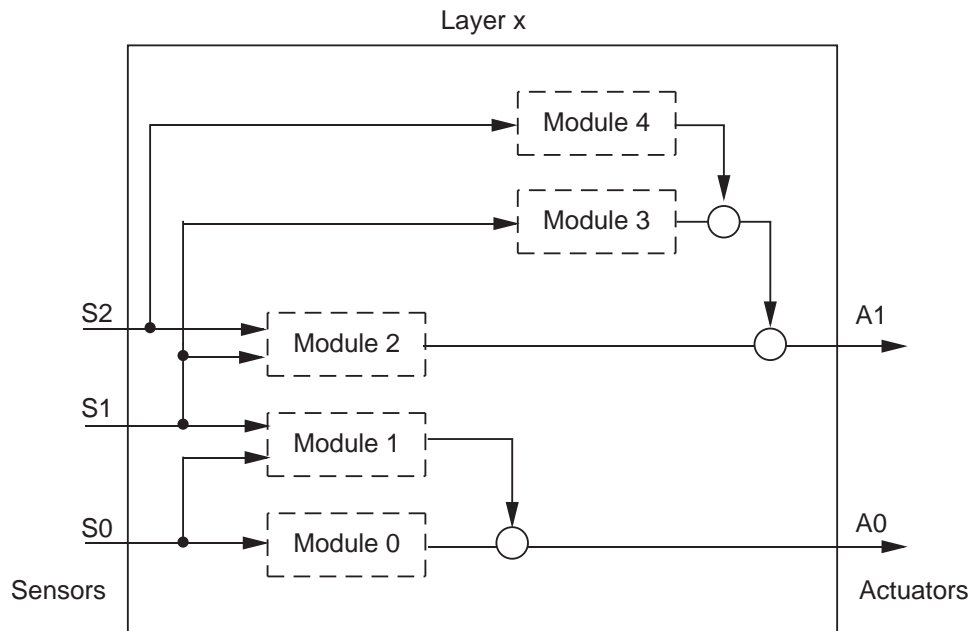 Layer x
Module 4
Module 3
S2
Module 2
A1
S1
Module 1
S0
Module 0
A0
Sensors
Actuators